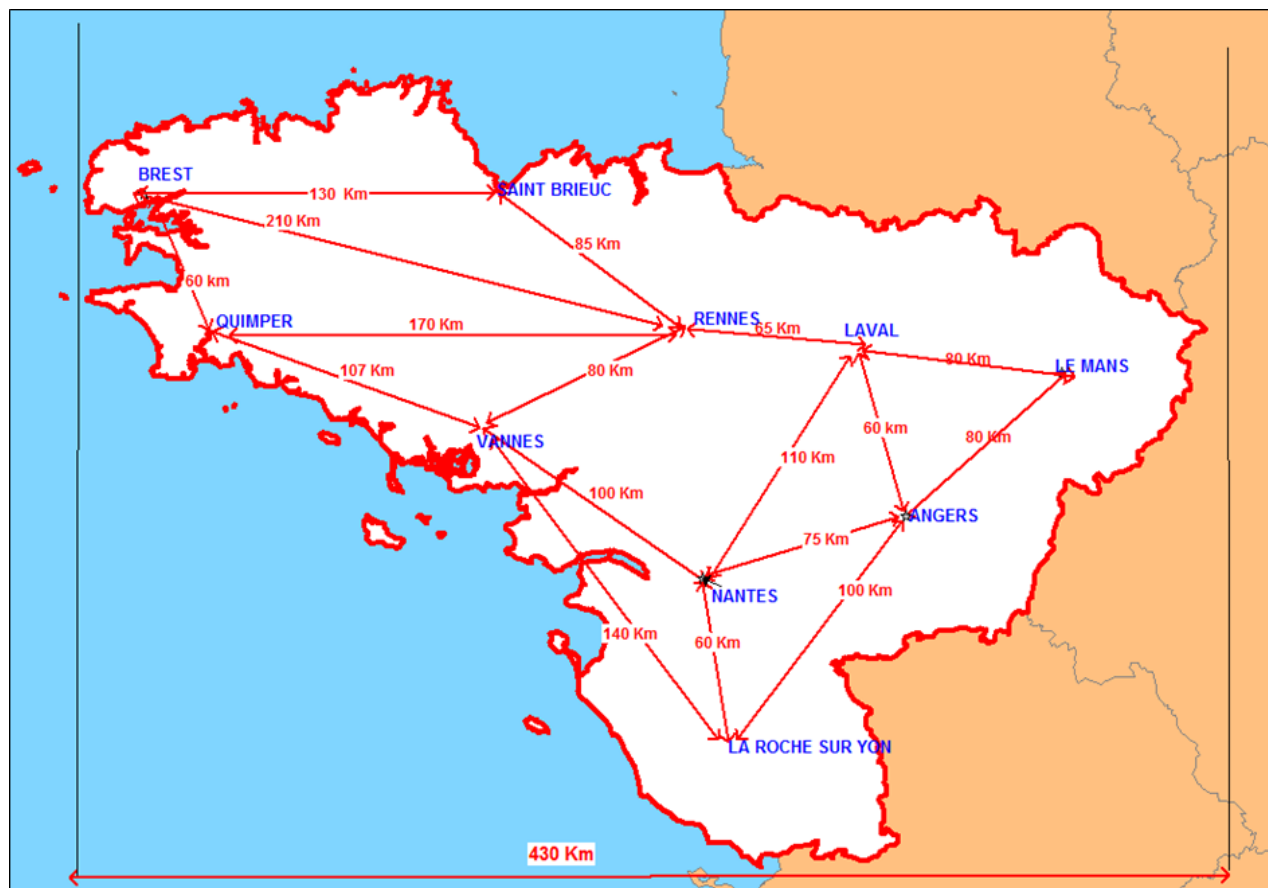 BREST
130 Km
SAINT BRIEUC
210 Km
85 Km
60 km
QUIMPER
170 Km
RENNES
65 Km
LAVAL
107 Km
80 Km
80 Km
LE MANS
VANNES
60 km
80 Km
110 Km
100 Km
ANGERS
75 Km
NANTES
100 Km
140 Km
60 Km
LA ROCHE SUR YON
430 Km